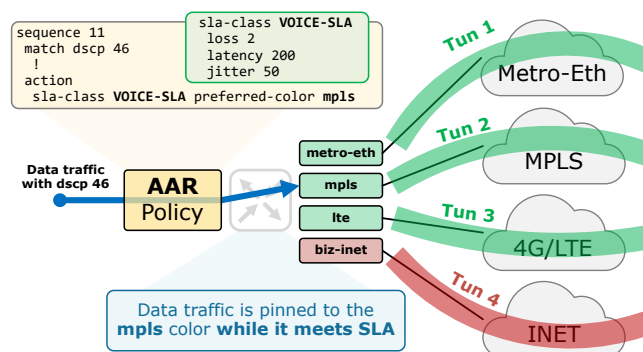 sequence 11
match dscp 46
!
action
sla-class VOICE-SLA preferred-color mpls
sla-class VOICE-SLA
loss 2
latency 200
jitter 50
Tun 1
Metro-Eth
Tun 2
MPLS
Tun 3
4G/LTE
Tun 4
INET
metro-eth
mpls
lte
biz-inet
Data traffic
with dscp 46
AAR
Policy
Data traffic is pinned to the
mpls color while it meets SLA